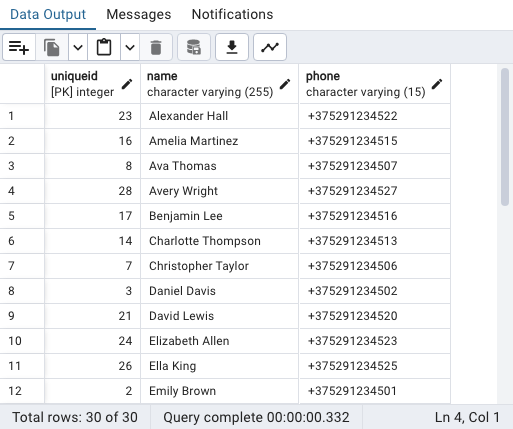 Data Output Messages Notifications
uniqueid name phone
[PK] integer character varying (255) character varying (15)
1 23 Alexander Hall +375291234522
2 16 Amelia Martinez +375291234515
3 8 Ava Thomas +375291234507
4 28 Avery Wright +375291234527
5 17 Benjamin Lee +375291234516
6 14 Charlotte Thompson +375291234513
7 7 Christopher Taylor +375291234506
8 3 Daniel Davis +375291234502
9 21 David Lewis +375291234520
10 24 Elizabeth Allen +375291234523
11 26 Ella King +375291234525
12 2 Emily Brown +375291234501
Total rows: 30 of 30 Query complete 00:00:00.332 Ln 4, Col 1